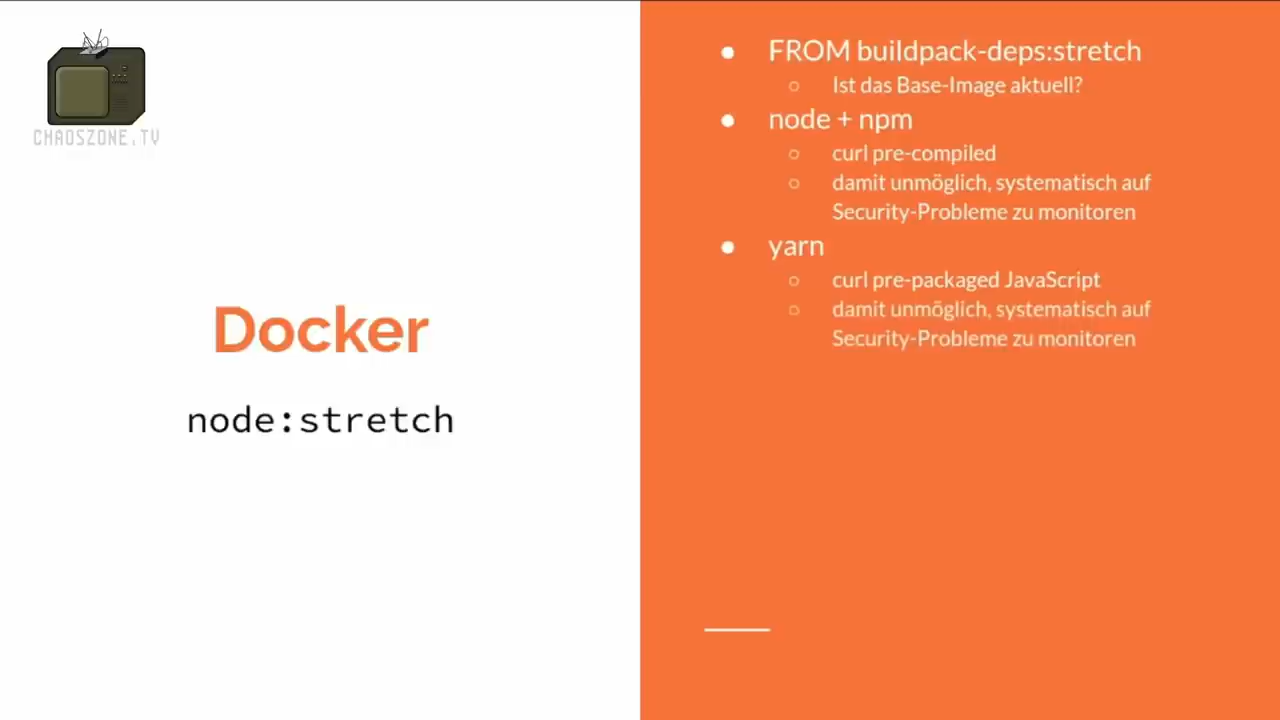 CHAOSZONE.TV
Docker
node:stretch
FROM buildpack-deps:stretch
Ist das Base-Image aktuell?
node + npm
curl pre-compiled
damit unmöglich, systematisch auf
Security-Probleme zu monitoren
yarn
curl pre-packaged JavaScript
damit unmöglich, systematisch auf
Security-Probleme zu monitoren